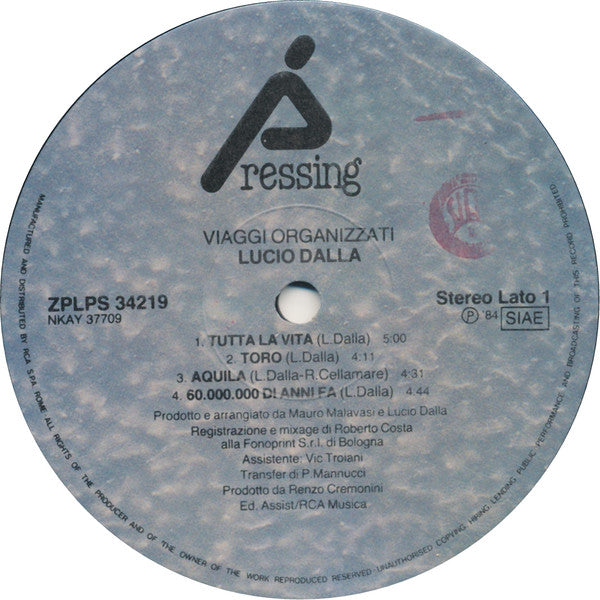 Pressing
VIAGGI ORGANIZZATI
LUCIO DALLA
ZPLPS 34219
NKAY 37709
Stereo Lato 1
Ⓟ '84 SIAE
1. TUTTA LA VITA (L. Dalla) 5:00
2. TORO (L. Dalla) 4:11
3. AQUILA (L. Dalla-R. Cellamare) 4:31
4. 60.000.000 DI ANNI FA (L. Dalla) 4:44
Prodotto e arrangiato da Mauro Malavasi e Lucio Dalla
Registrazione e mixage di Roberto Costa
alla Fonoprint S.r.l. di Bologna
Assistente: Vic Troiani
Transfer di P. Mannucci
Prodotto da Renzo Cremonini
Ed. Assist/RCA Musica
MANUFACTURED AND DISTRIBUTED BY RCA S.P.A. ROME ALL RIGHTS OF THE PRODUCER AND OF THE OWNER OF THE WORK REPRODUCED RESERVED - UNAUTHORISED COPYING, HIRING, LENDING, PUBLIC PERFORMANCE AND BROADCASTING OF THIS RECORD PROHIBITED